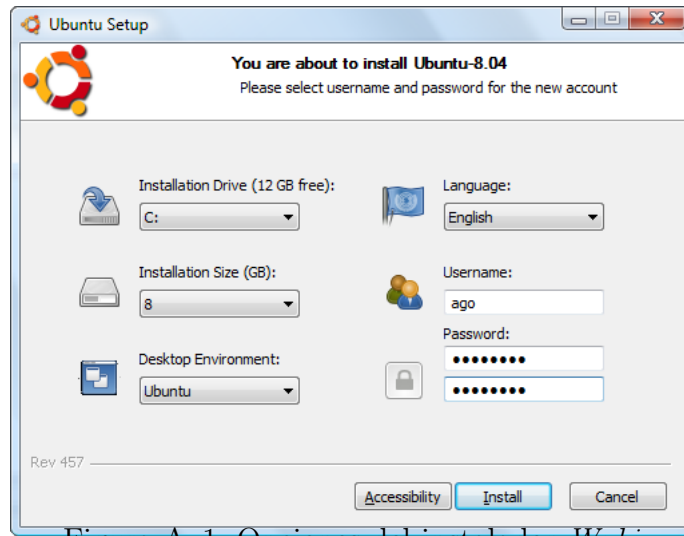 Ubuntu Setup
You are about to install Ubuntu-8.04
Please select username and password for the new account
Installation Drive (12 GB free):
C:
Language:
English
Installation Size (GB):
8
Username:
ago
Password:
●●●●●●●●
●●●●●●●●
Desktop Environment:
Ubuntu
Rev 457
Accessibility
Install
Cancel